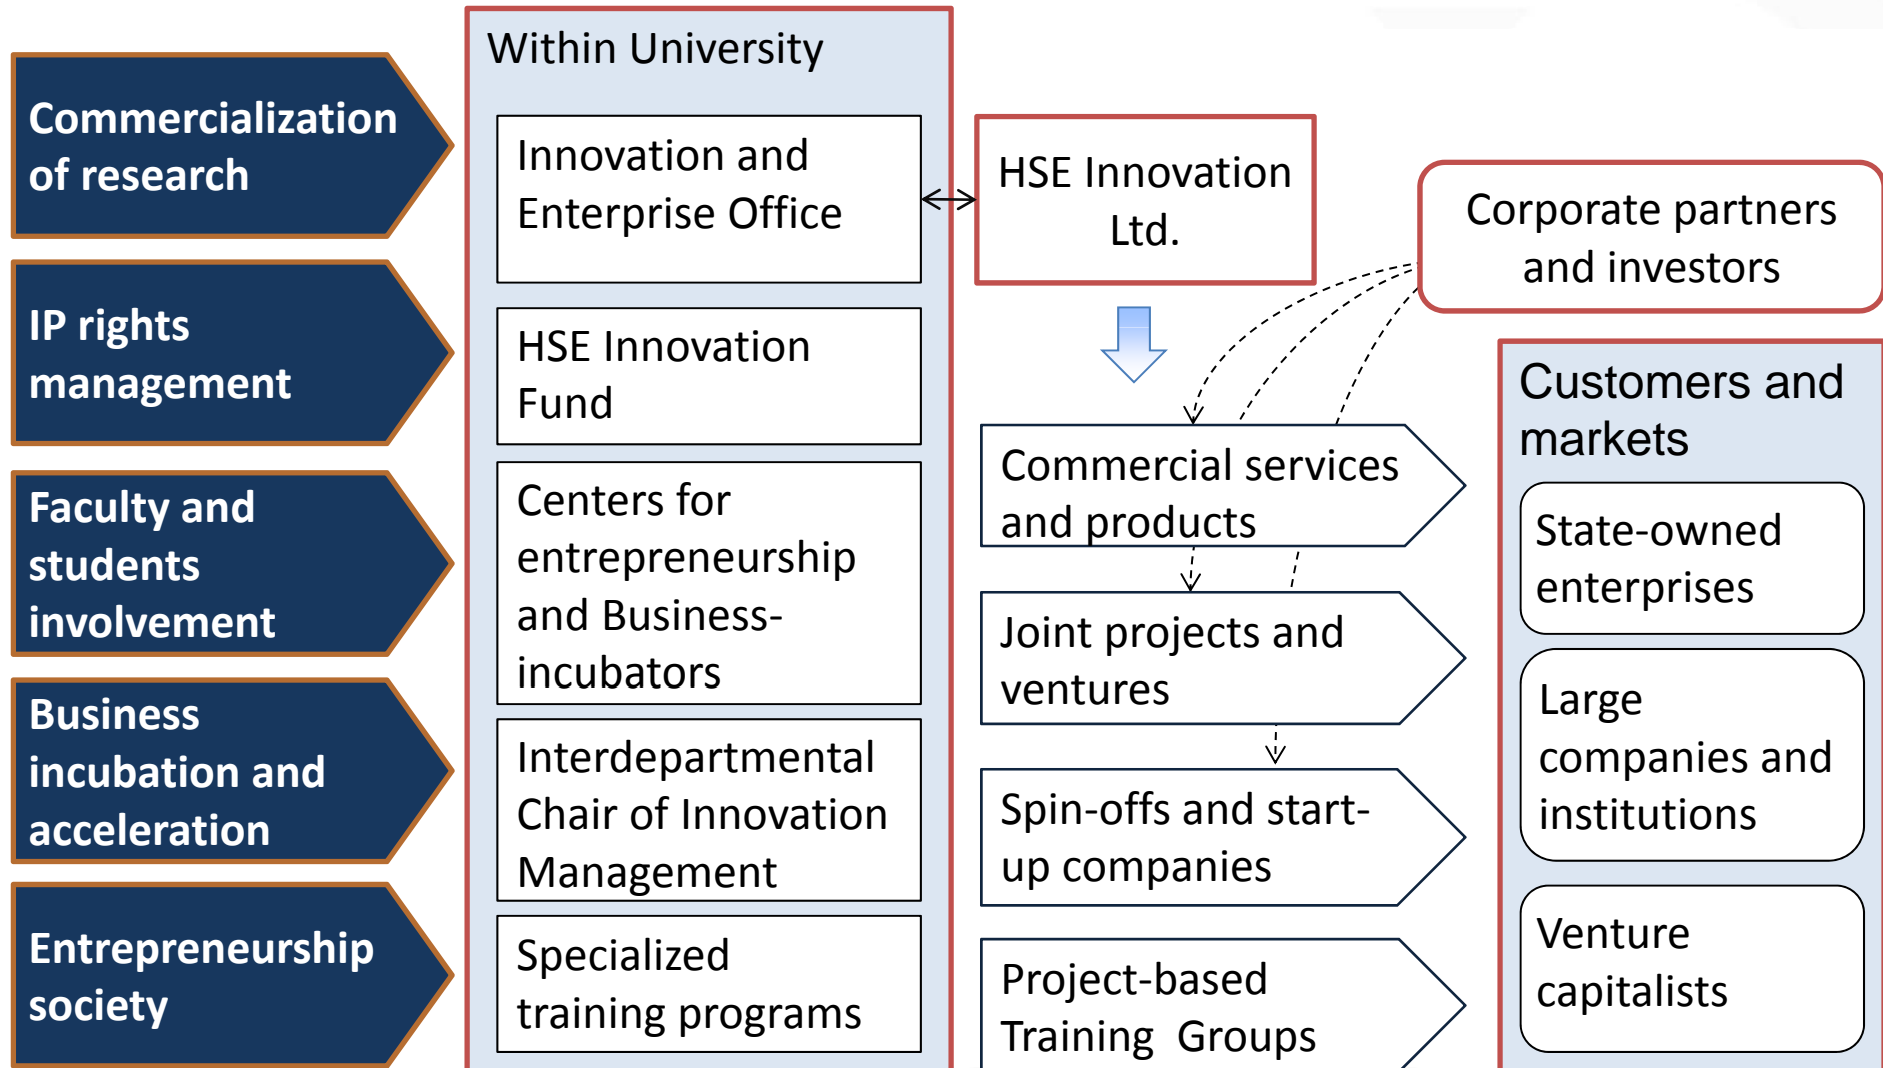 Commercialization
of research
IP rights
management
Faculty and
students
involvement
Business
incubation and
acceleration
Entrepreneurship
society
Within University
Innovation and
Enterprise Office
HSE Innovation
Fund
Centers for
entrepreneurship
and Business-
incubators
Interdepartmental
Chair of Innovation
Management
Specialized
training programs
HSE Innovation
Ltd.
Commercial services
and products
Joint projects and
ventures
Spin-offs and start-
up companies
Project-based
Training  Groups
Corporate partners
and investors
Customers and
markets
State-owned
enterprises
Large
companies and
institutions
Venture
capitalists